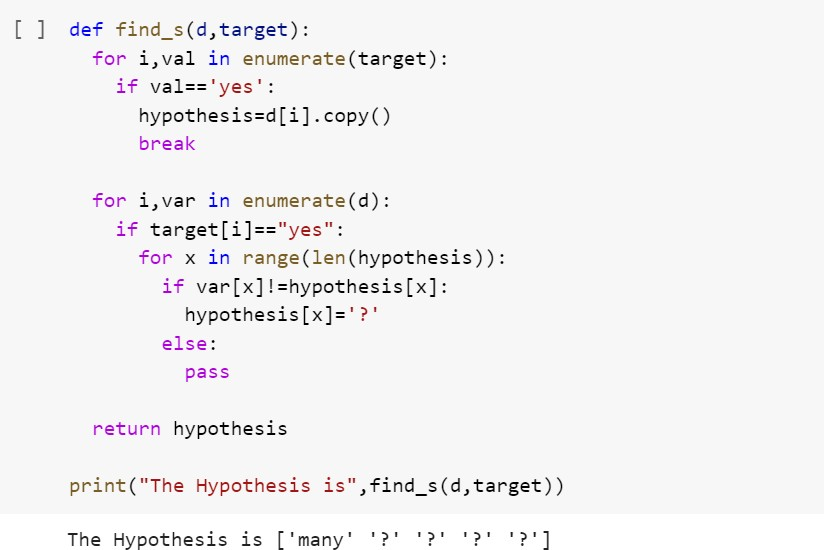 [ ] def find_s(d,target):
  for i,val in enumerate(target):
    if val=='yes':
      hypothesis=d[i].copy()
      break

  for i,var in enumerate(d):
    if target[i]=="yes":
      for x in range(len(hypothesis)):
        if var[x]!=hypothesis[x]:
          hypothesis[x]='?'
        else:
          pass

  return hypothesis

print("The Hypothesis is",find_s(d,target))
The Hypothesis is ['many' '?' '?' '?' '?']